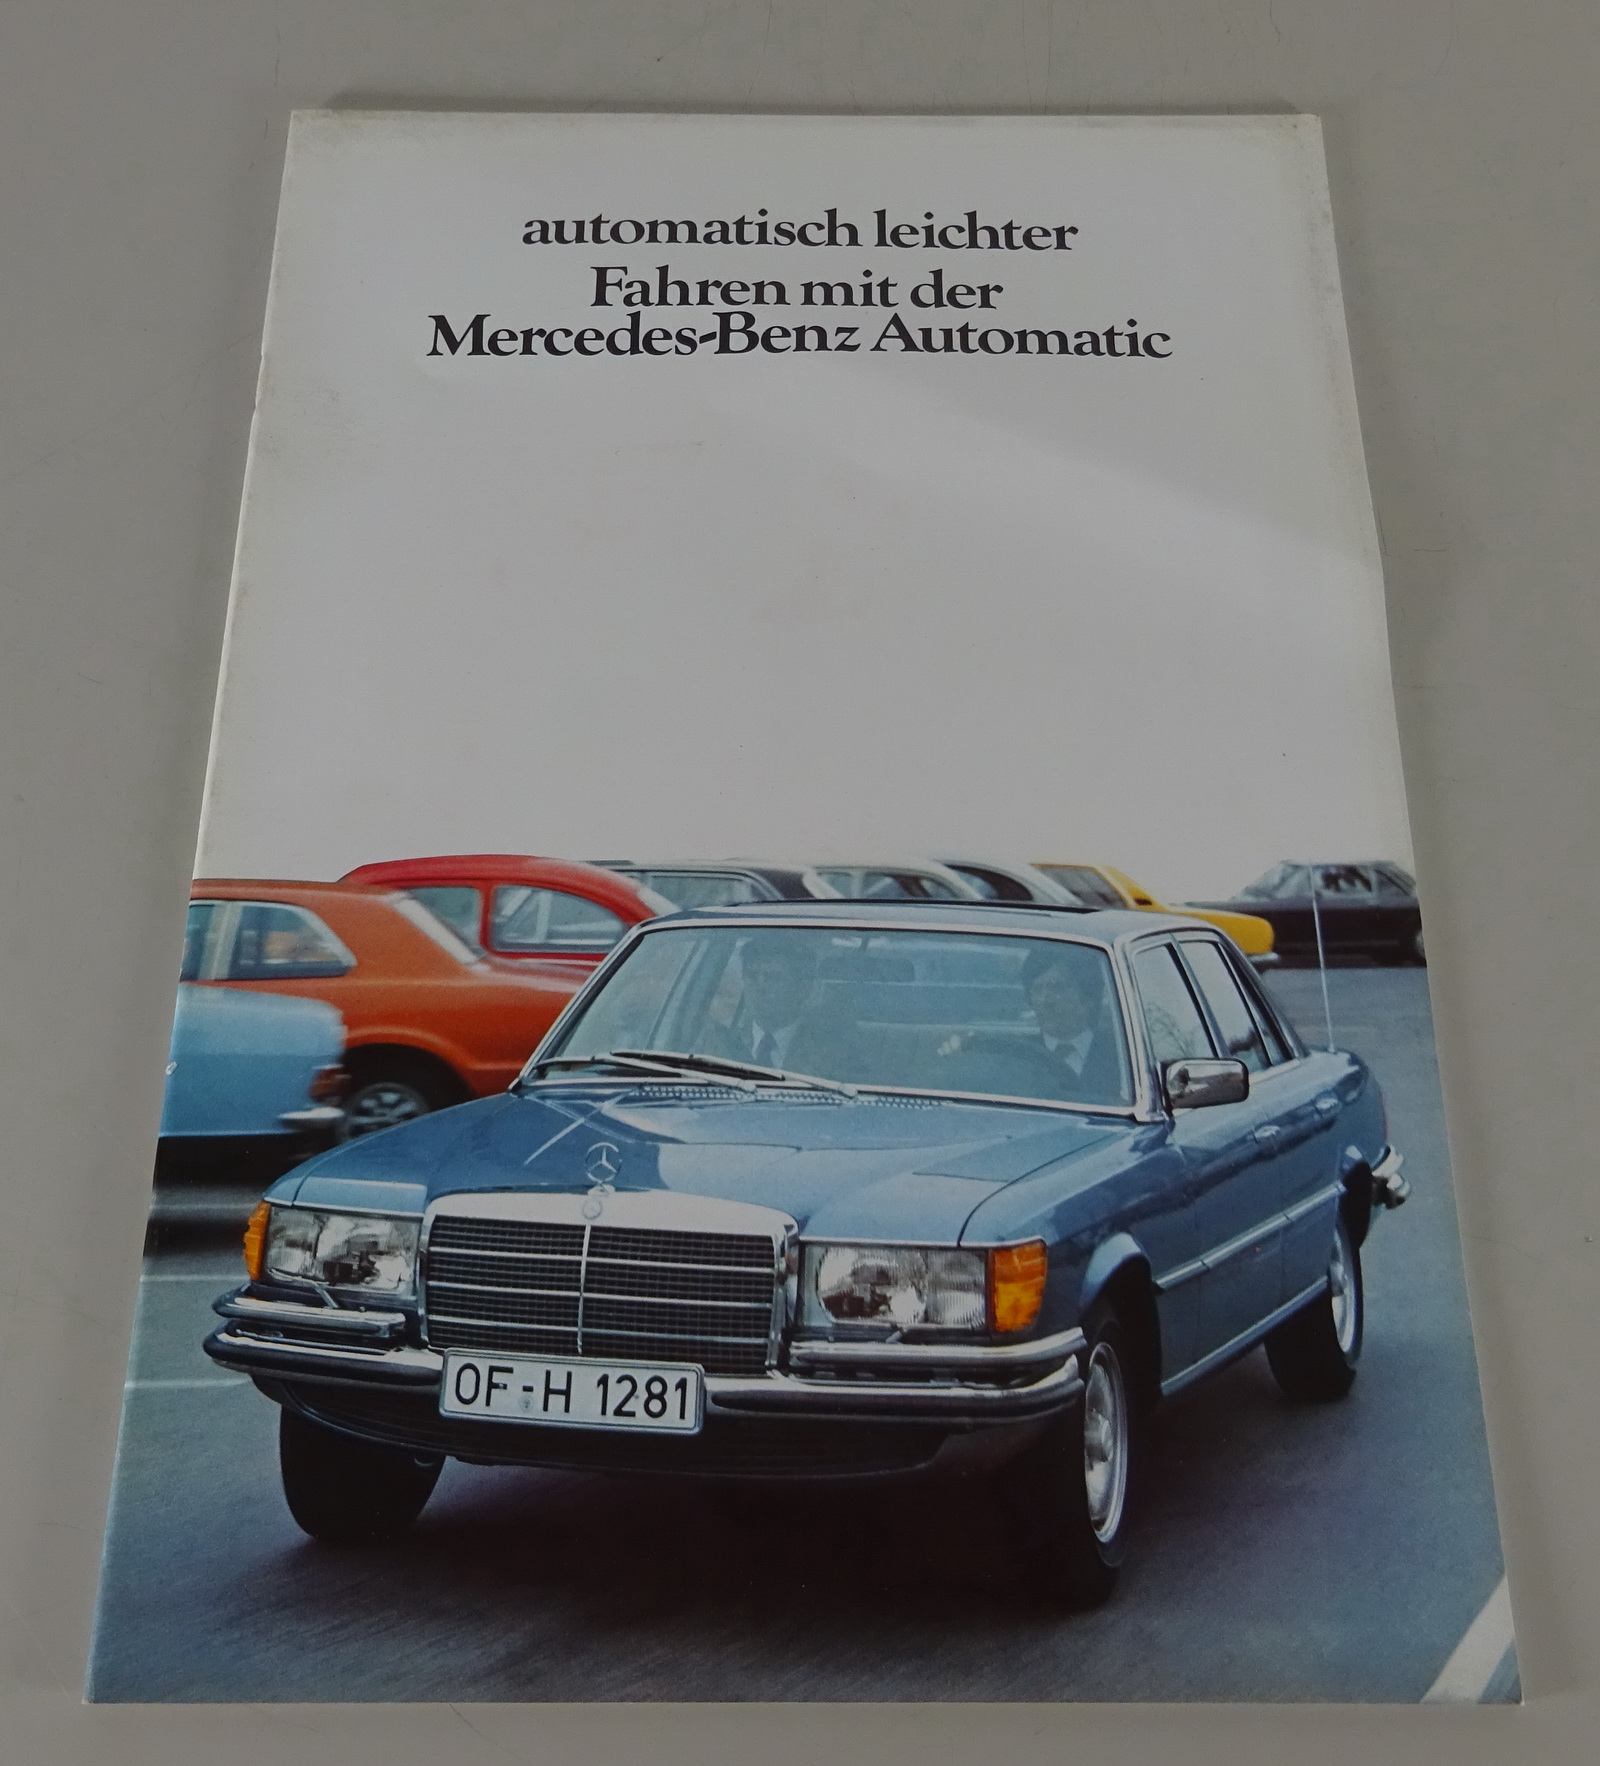 automatisch leichter
Fahren mit der
Mercedes-Benz Automatic
OF-H 1281